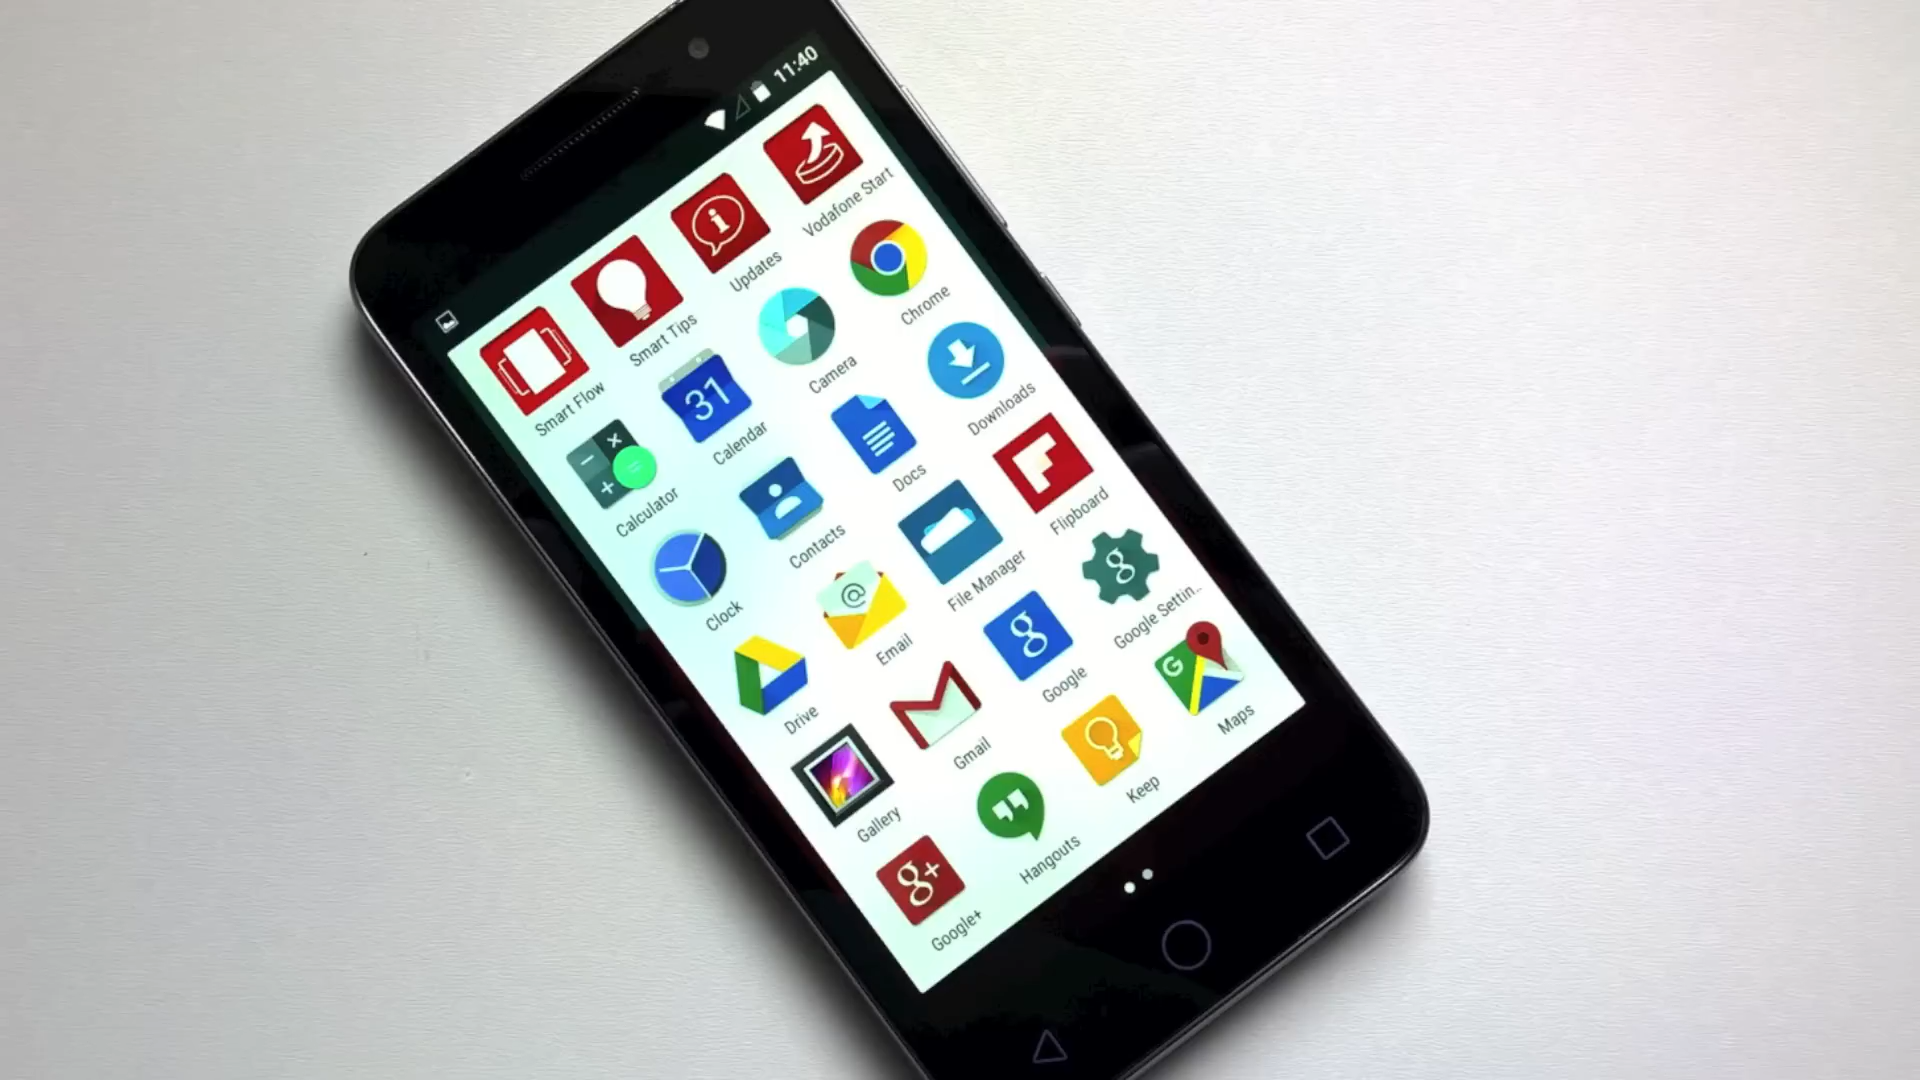 11:40
Smart Flow
Smart Tips
Updates
Vodafone Start
Calculator
31
Calendar
Camera
Chrome
Clock
Contacts
Docs
Downloads
Drive
@
Email
File Manager
Flipboard
Gallery
Gmail
g
Google
g
Google Settin..
g+
Google+
Hangouts
Keep
G
Maps